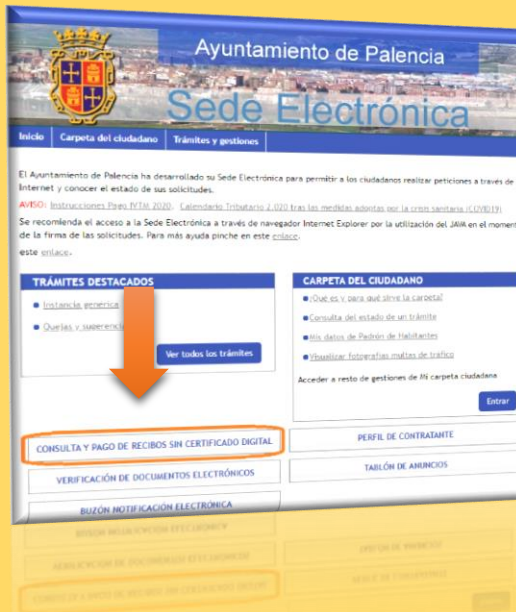 Ayuntamiento de Palencia
Sede Electrónica
Inicio Carpeta del ciudadano Trámites y gestiones
El Ayuntamiento de Palencia ha desarrollado su Sede Electrónica para permitir a los ciudadanos realizar peticiones a través de
Internet y conocer el estado de sus solicitudes.
AVISO: Instrucciones Pago IVTM 2020. Calendario Tributario 2.020 tras las medidas adoptas por la crisis sanitaria (COVID19)
Se recomienda el acceso a la Sede Electrónica a través de navegador Internet Explorer por la utilización del JAVA en el moment
de la firma de las solicitudes. Para más ayuda pinche en este enlace.
este enlace.
TRÁMITES DESTACADOS
Instancia genérica
Quejas y sugerenci
Ver todos los trámites
CARPETA DEL CIUDADANO
¿Qué es y para qué sirve la carpeta?
Consulta del estado de un trámite
Mis datos de Padrón de Habitantes
Visualizar fotografías multas de tráfico
Acceder a resto de gestiones de Mi carpeta ciudadana
Entrar
CONSULTA Y PAGO DE RECIBOS SIN CERTIFICADO DIGITAL
PERFIL DE CONTRATANTE
VERIFICACIÓN DE DOCUMENTOS ELECTRÓNICOS
TABLÓN DE ANUNCIOS
BUZÓN NOTIFICACIÓN ELECTRÓNICA